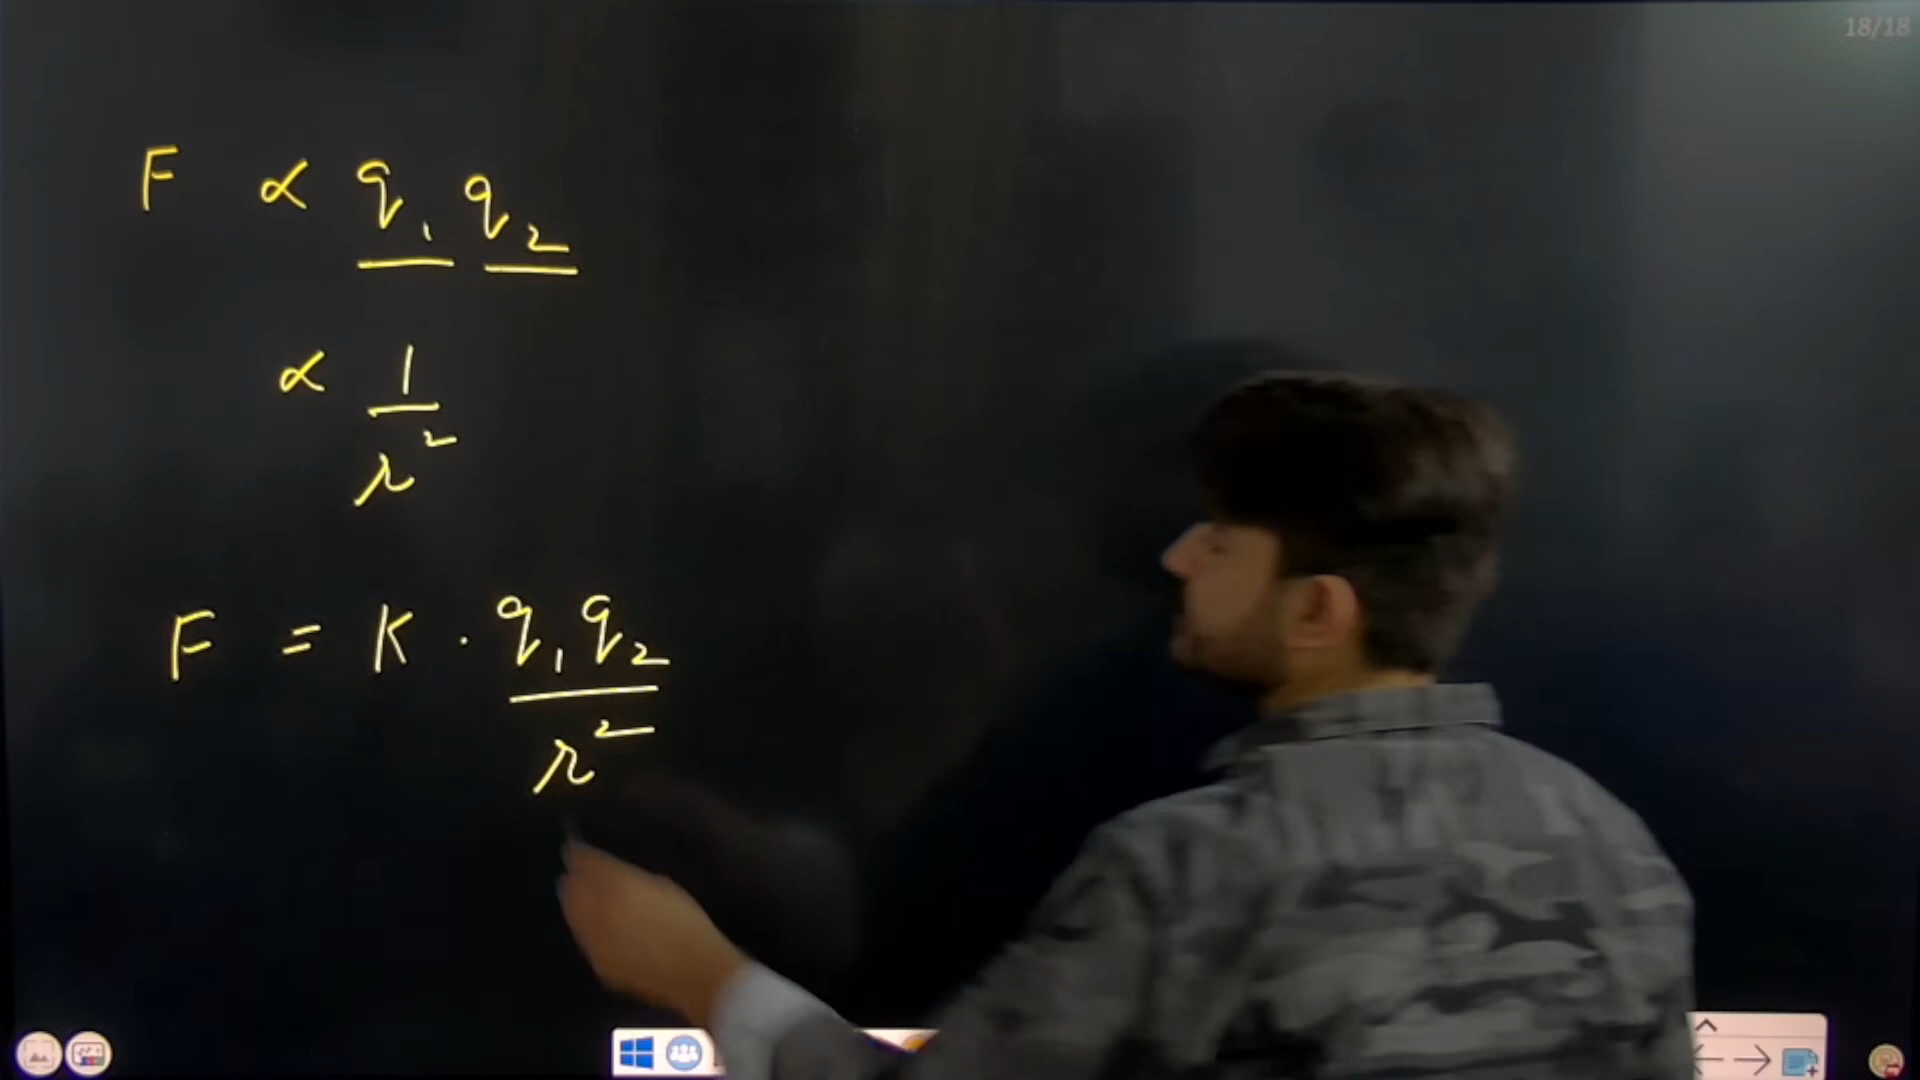 18/18
F ∝ q₁ q₂
∝ 1/r²
F = K · q₁q₂/r²